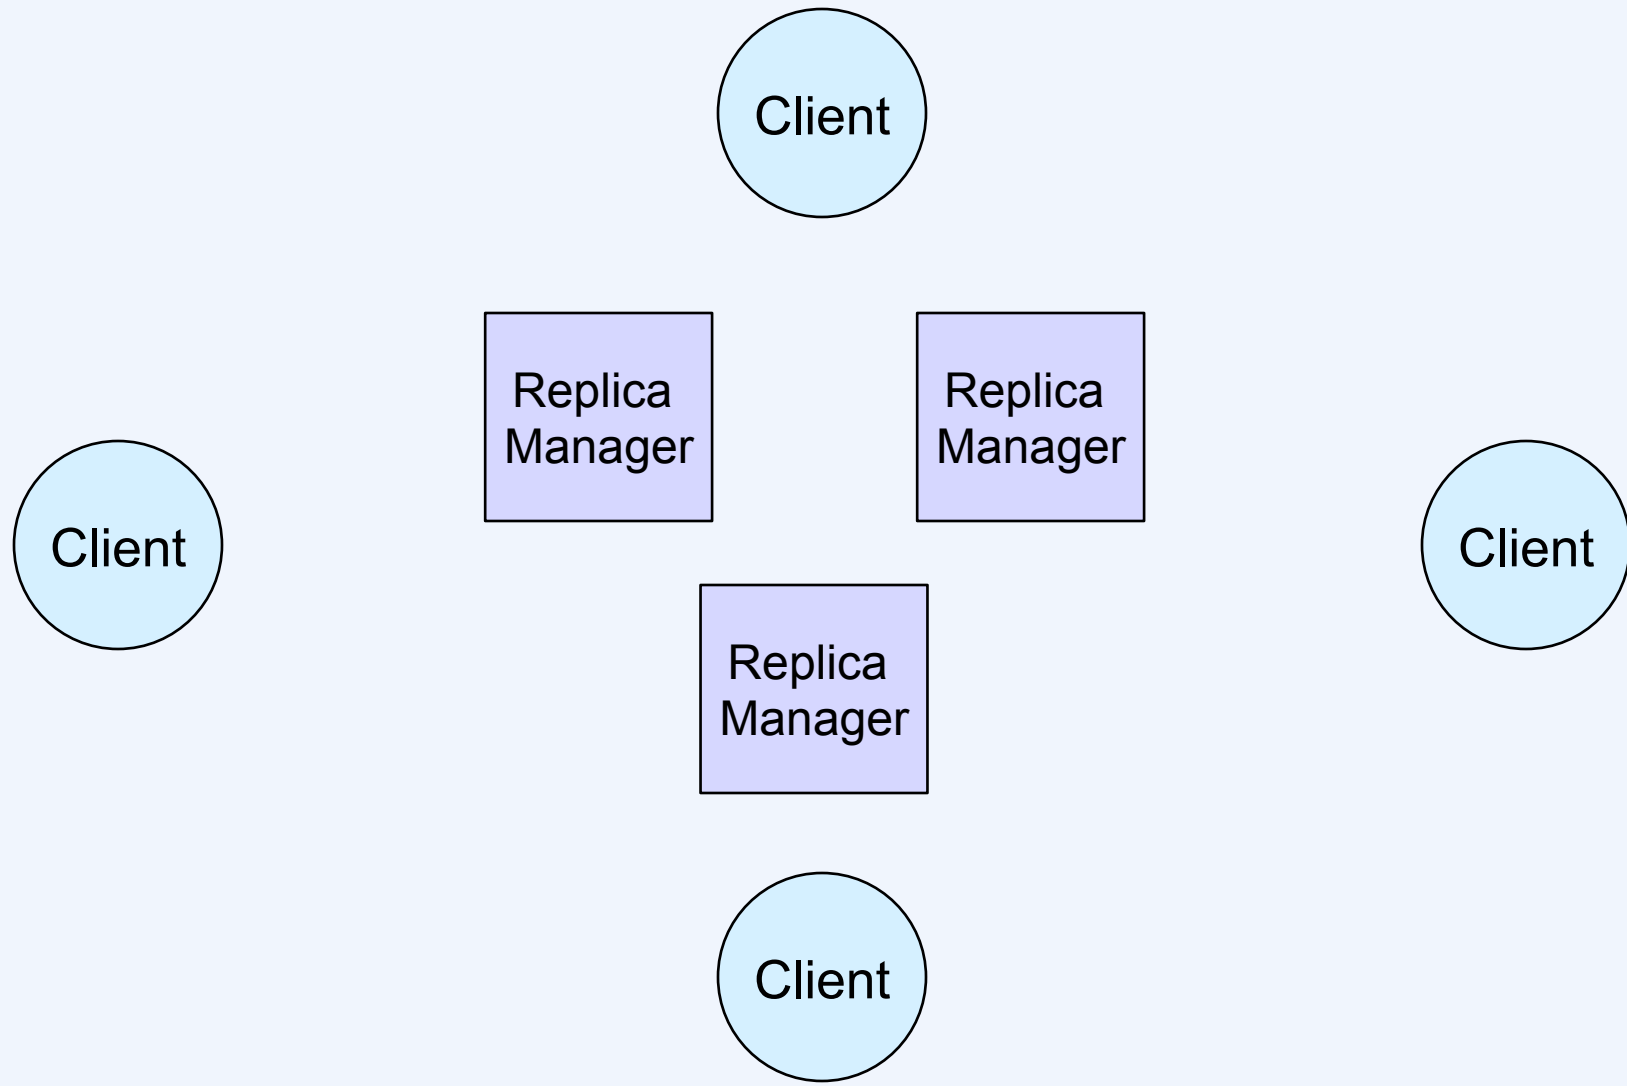 Client
Replica
Manager
Replica
Manager
Client
Client
Replica
Manager
Client